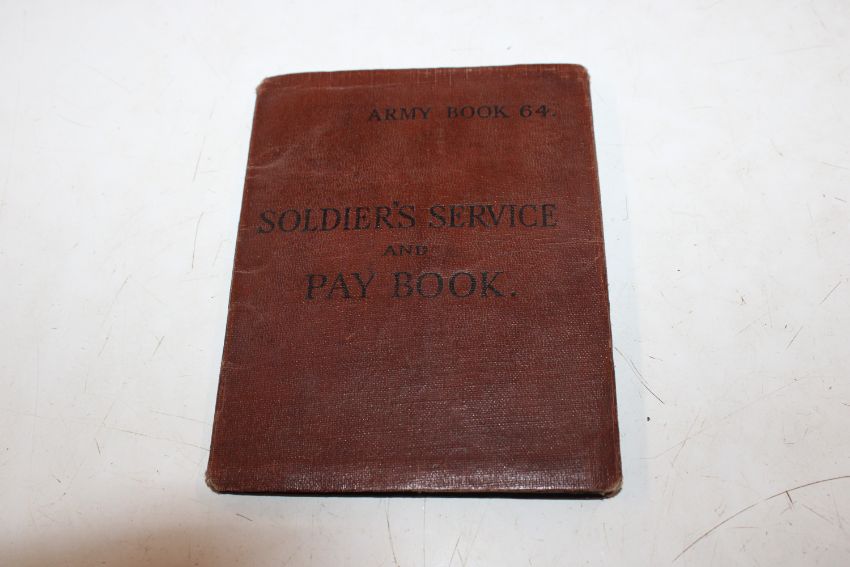 ARMY BOOK 64.
SOLDIER'S SERVICE
AND
PAY BOOK.